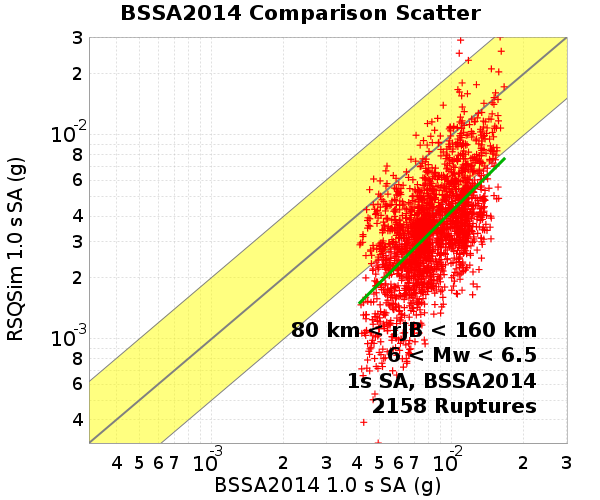 BSSA2014 Comparison Scatter
3
2
10-2
8
6
4
3
2
10-3
8
6
4
RSQSim 1.0 s SA (g)
80 km < rJB < 160 km
6 < Mw < 6.5
1s SA, BSSA2014
2158 Ruptures
4 5 6 7 10-3 2 3 4 5 6 7 10-2 2 3
BSSA2014 1.0 s SA (g)